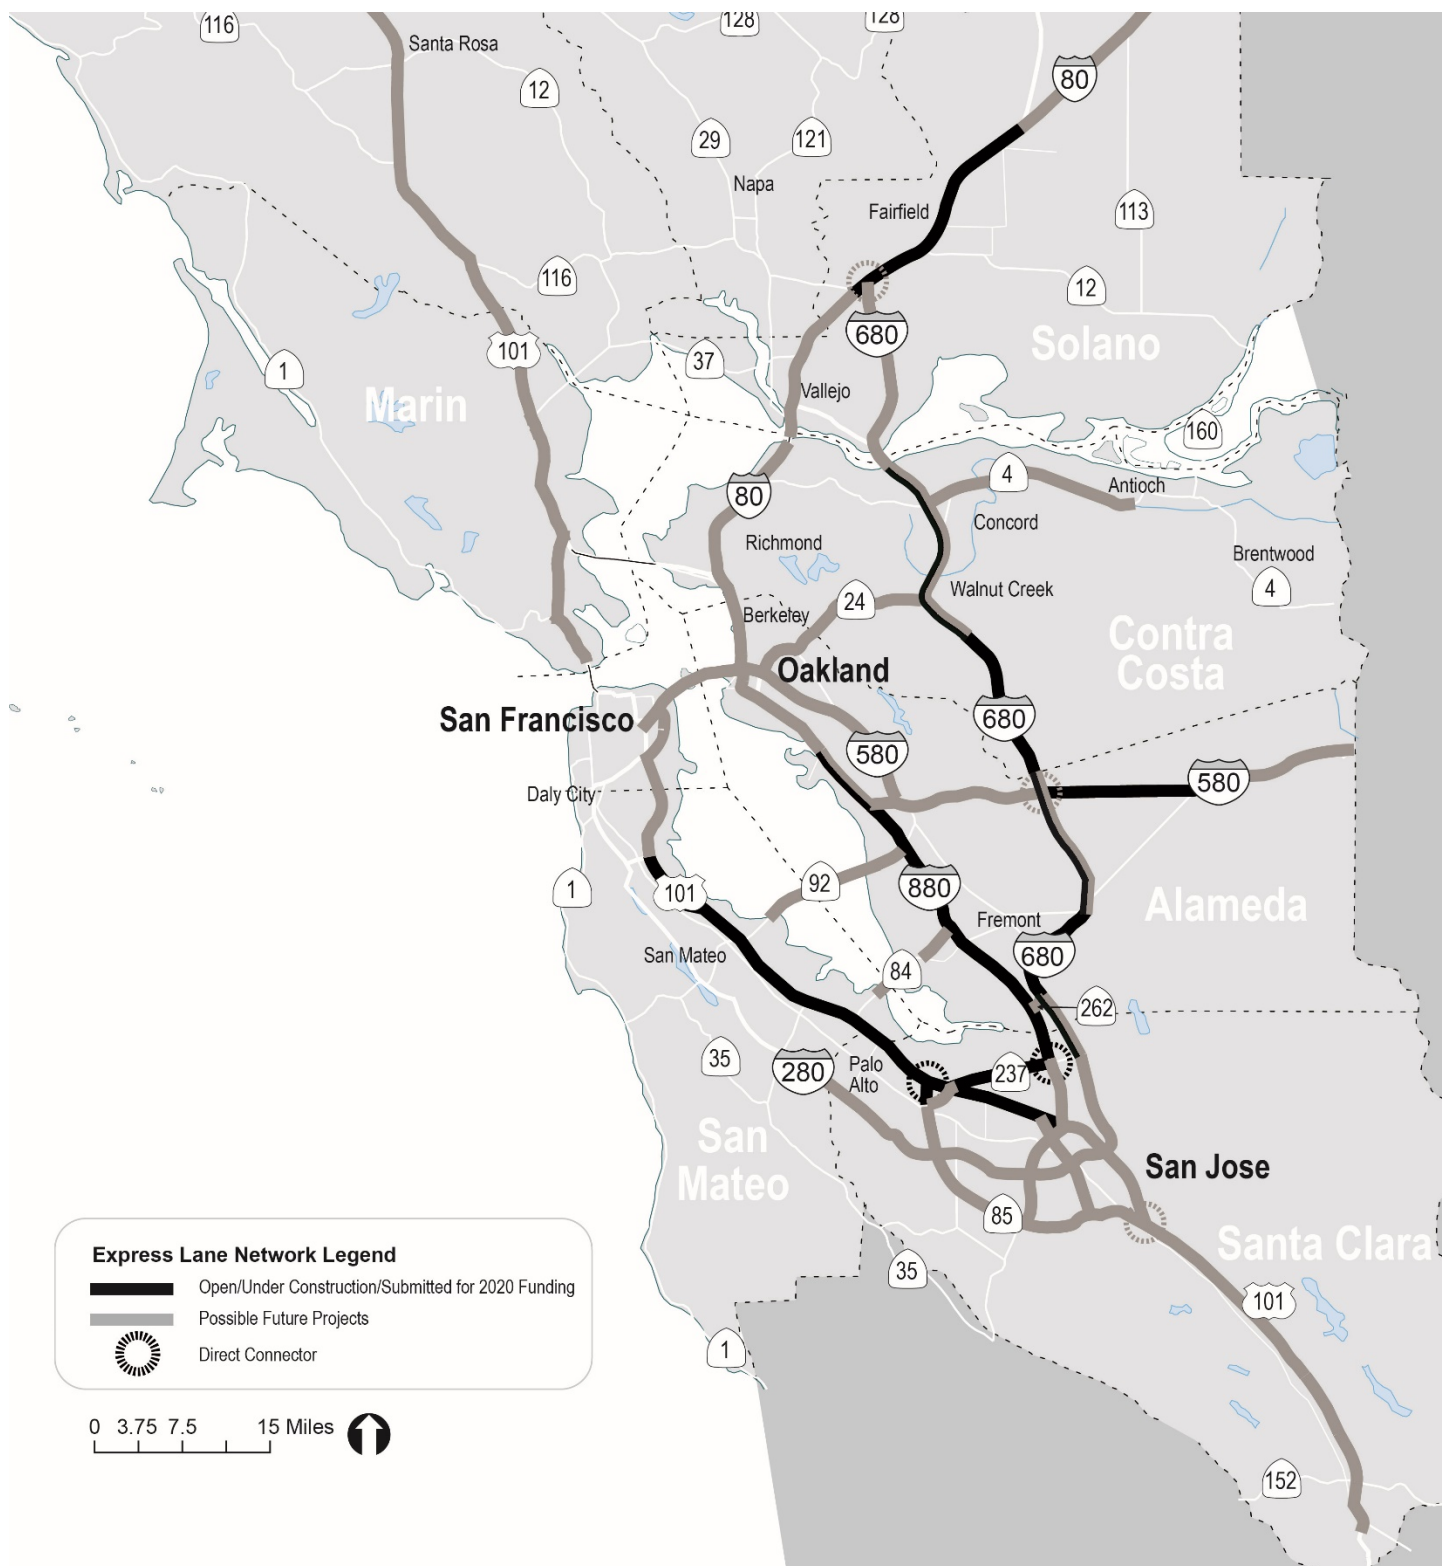 116
128
128
Santa Rosa
80
12
29
121
Napa
Fairfield
113
116
12
680
Solano
101
37
1
Marin
Vallejo
160
4
Antioch
80
Concord
Richmond
Brentwood
Walnut Creek
4
24
Berkeley
Contra
Costa
Oakland
680
San Francisco
580
580
Daly City
92
880
1
101
Alameda
Fremont
San Mateo
680
84
262
35
280
Palo
Alto
237
San
Mateo
San Jose
85
Santa Clara
35
101
1
152
Express Lane Network Legend
Open/Under Construction/Submitted for 2020 Funding
Possible Future Projects
Direct Connector
0 3.75 7.5 15 Miles